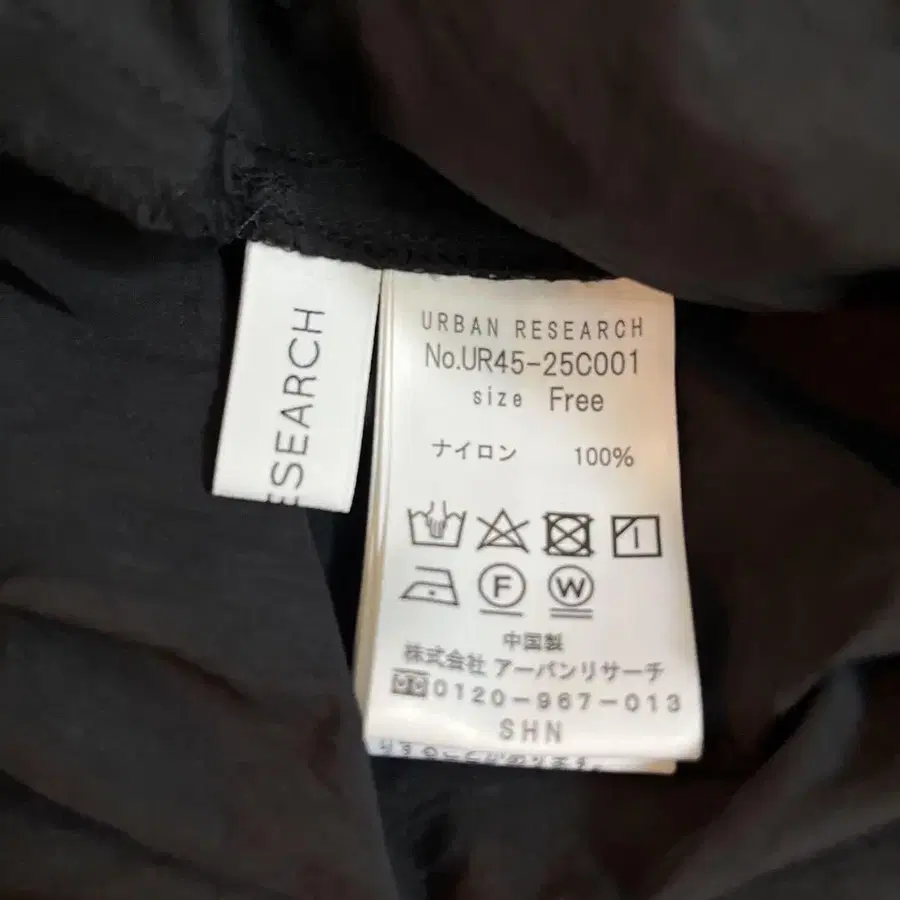 ESEARCH
URBAN RESEARCH
No.UR45-25C001
size Free
ナイロン 100%
F W
中国製
株式会社 アーバンリサーチ
0120-967-013
SHN